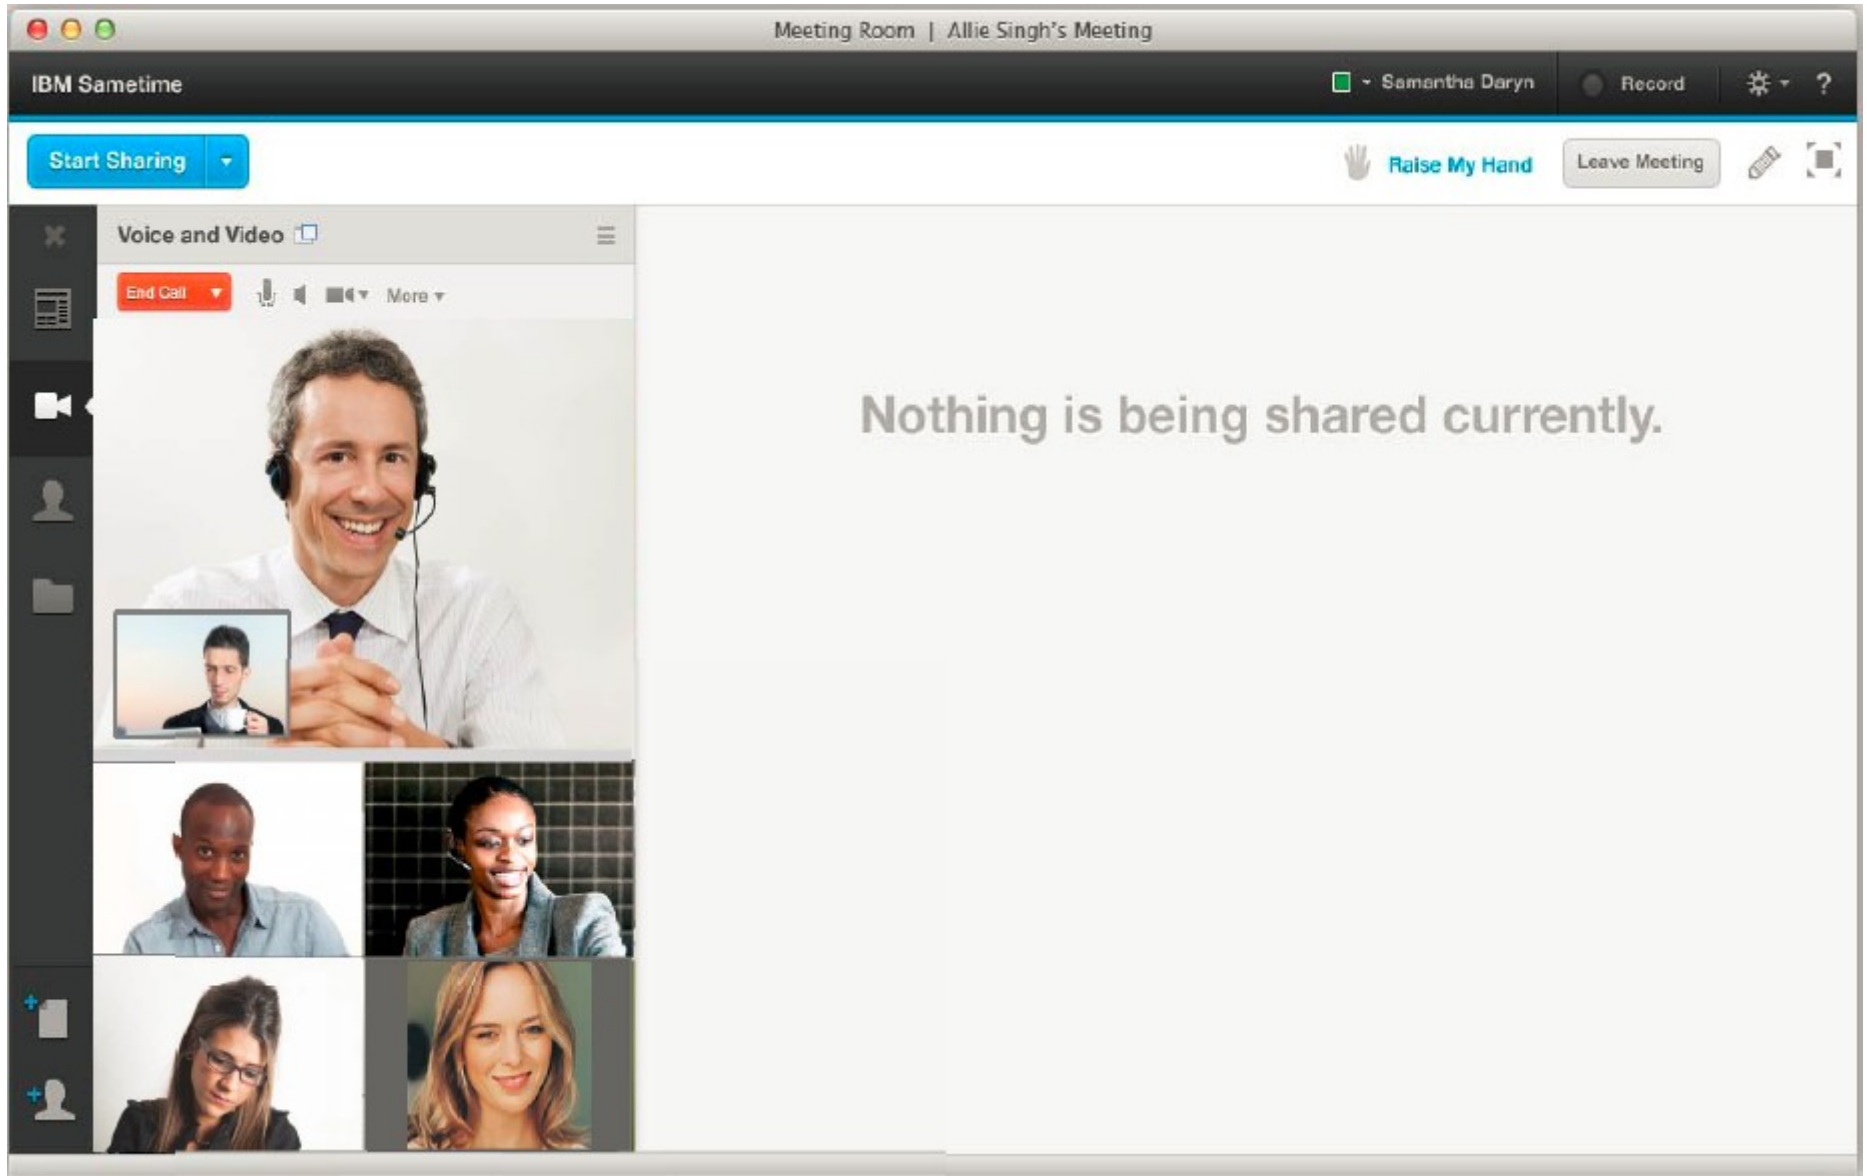 Meeting Room | Allie Singh's Meeting
IBM Sametime
Samantha Daryn
Record
?
Start Sharing
Raise My Hand
Leave Meeting
Voice and Video
End Call
More
Nothing is being shared currently.